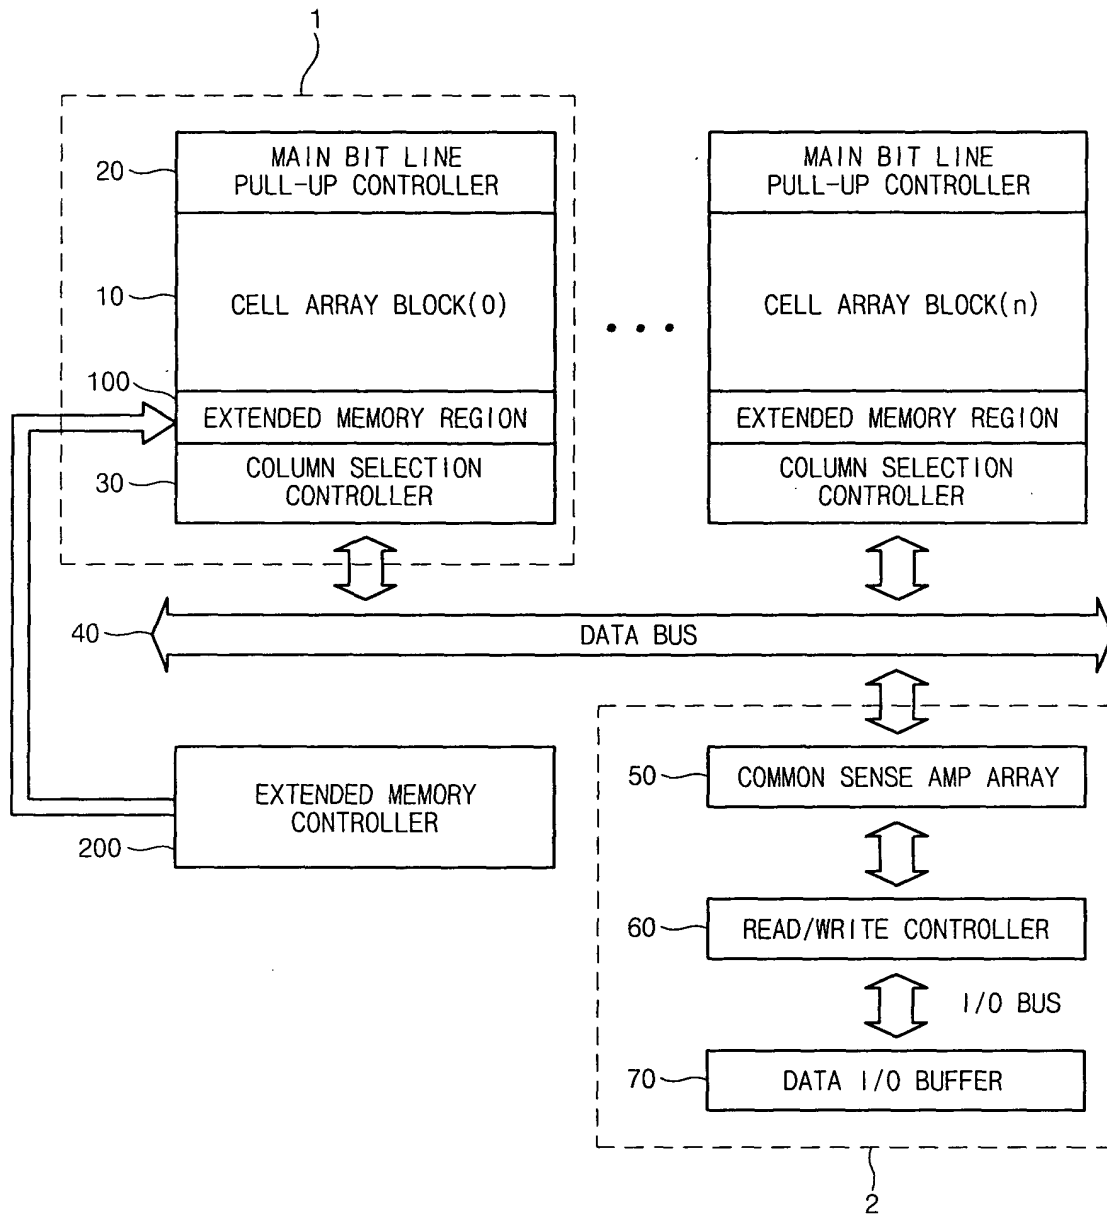 1
20
MAIN BIT LINE
PULL-UP CONTROLLER
MAIN BIT LINE
PULL-UP CONTROLLER
10
CELL ARRAY BLOCK(0)
• • •
CELL ARRAY BLOCK(n)
100
EXTENDED MEMORY REGION
EXTENDED MEMORY REGION
30
COLUMN SELECTION
CONTROLLER
COLUMN SELECTION
CONTROLLER
40
DATA BUS
EXTENDED MEMORY
CONTROLLER
200
50
COMMON SENSE AMP ARRAY
60
READ/WRITE CONTROLLER
I/O BUS
70
DATA I/O BUFFER
2